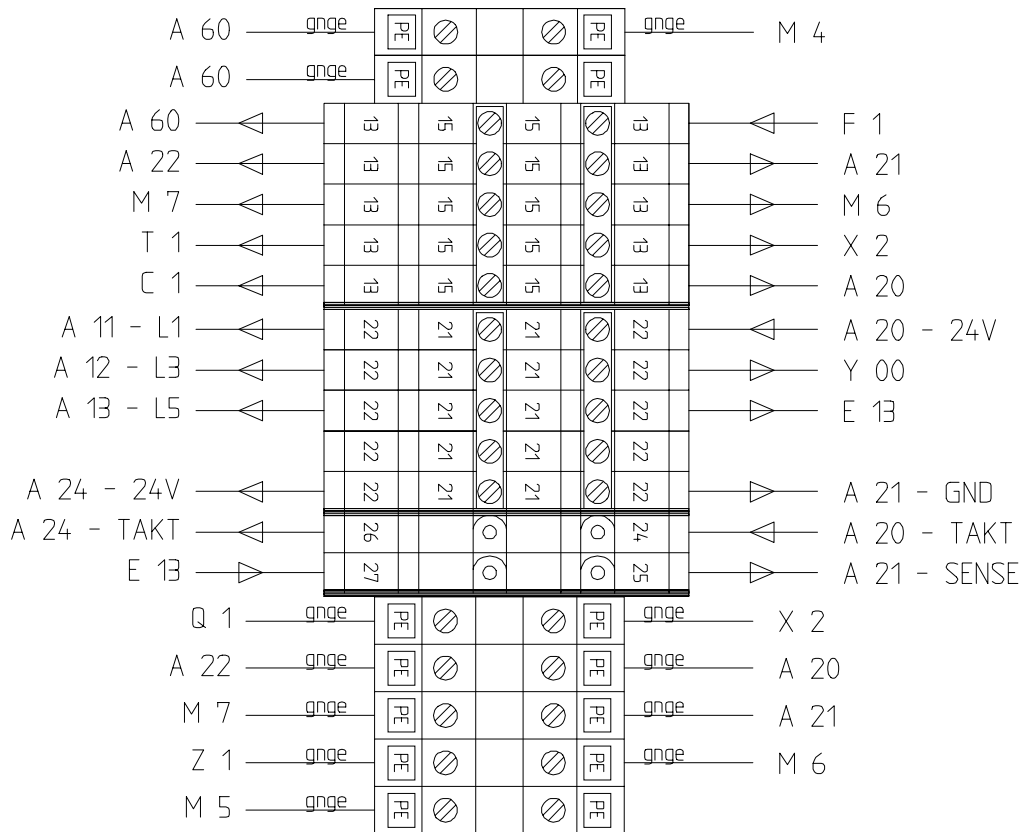 A 60 gnge PE PE gnge M 4
A 60 gnge PE PE
A 60 13 15 15 13 F 1
A 22 13 15 15 13 A 21
M 7 13 15 15 13 M 6
T 1 13 15 15 13 X 2
C 1 13 15 15 13 A 20
A 11 - L1 22 21 21 22 A 20 - 24V
A 12 - L3 22 21 21 22 Y 00
A 13 - L5 22 21 21 22 E 13
22 21 21 22
A 24 - 24V 22 21 21 22 A 21 - GND
A 24 - TAKT 26 24 A 20 - TAKT
E 13 27 25 A 21 - SENSE
Q 1 gnge PE PE gnge X 2
A 22 gnge PE PE gnge A 20
M 7 gnge PE PE gnge A 21
Z 1 gnge PE PE gnge M 6
M 5 gnge PE PE